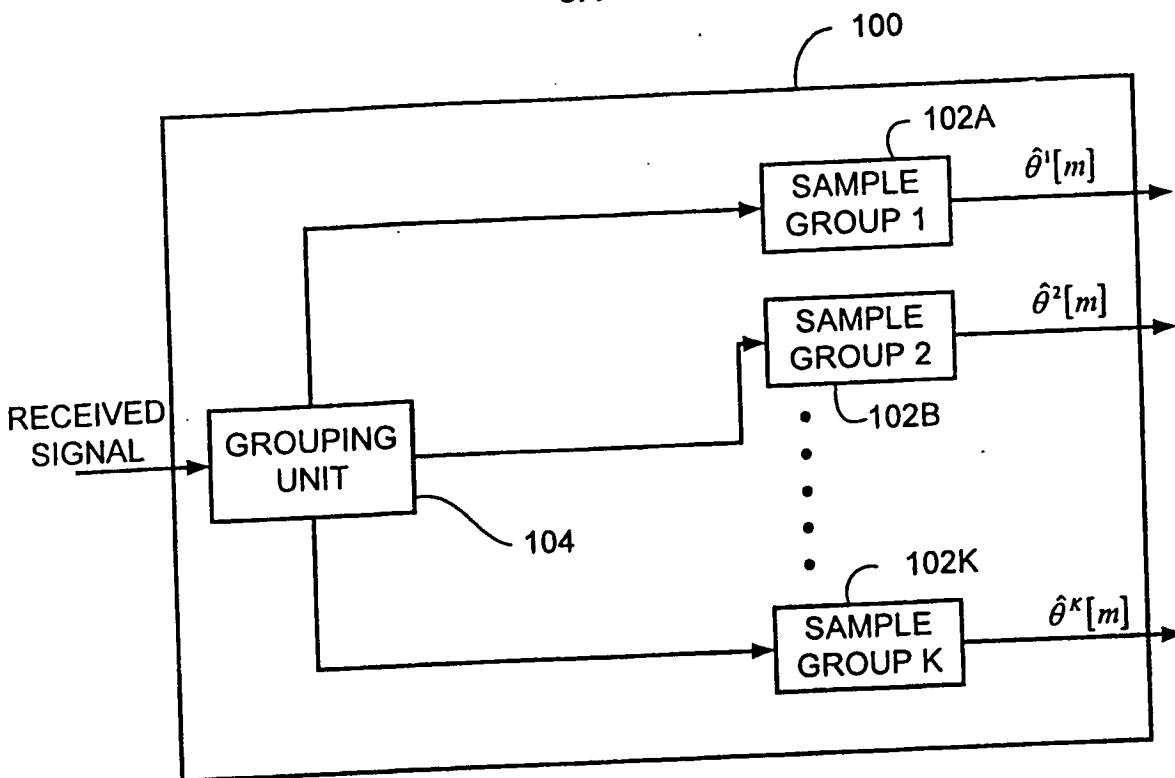 100
102A
SAMPLE
GROUP 1
θ̂¹[m]
SAMPLE
GROUP 2
θ̂²[m]
102B
RECEIVED
SIGNAL
GROUPING
UNIT
104
102K
SAMPLE
GROUP K
θ̂ᴷ[m]